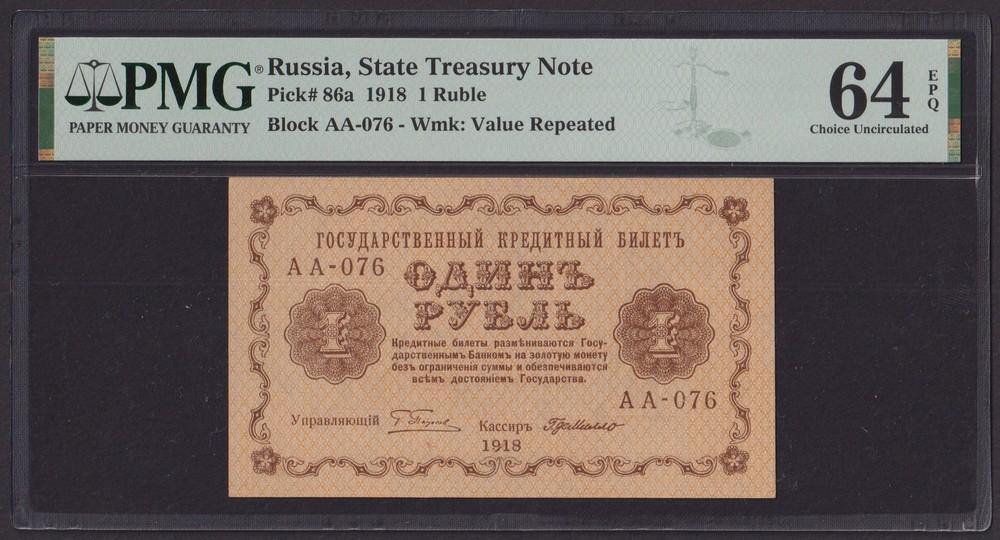 PMG®
PAPER MONEY GUARANTY
Russia, State Treasury Note
Pick# 86a 1918 1 Ruble
Block AA-076 - Wmk: Value Repeated
64 EPQ
Choice Uncirculated
ГОСУДАРСТВЕННЫЙ КРЕДИТНЫЙ БИЛЕТЪ
АА-076
ОДИНЪ
РУБЛЬ
1 1
Кредитные билеты размѣниваются Госу-
дарственнымъ Банкомъ на золотую монету
безъ ограниченія суммы и обезпечиваются
всѣмъ достояніемъ Государства.
АА-076
Управляющій Кассиръ
1918